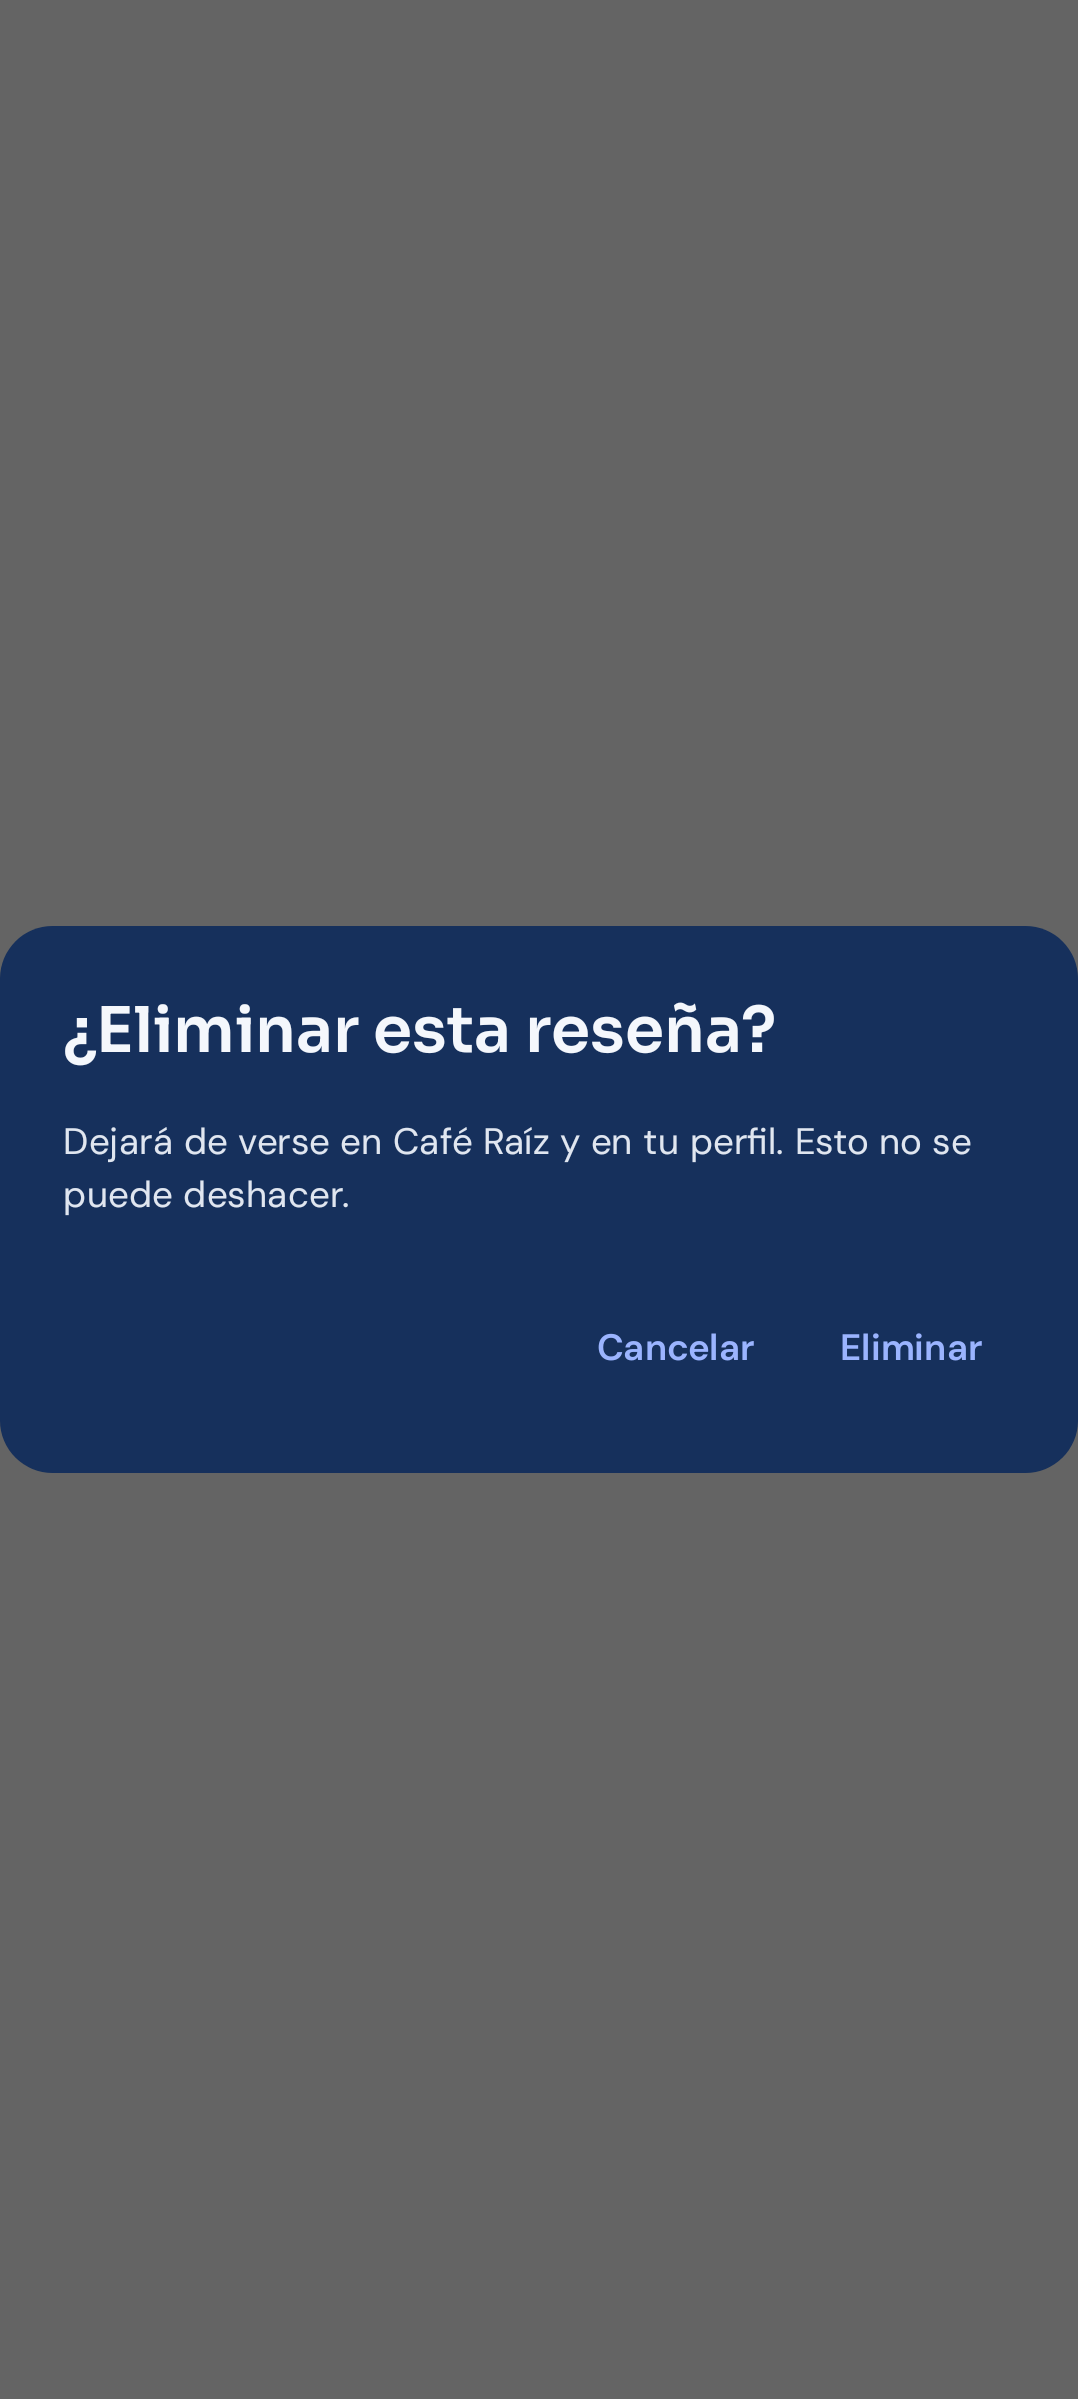 ¿Eliminar esta reseña?
Dejará de verse en Café Raíz y en tu perfil. Esto no se
puede deshacer.
Cancelar Eliminar